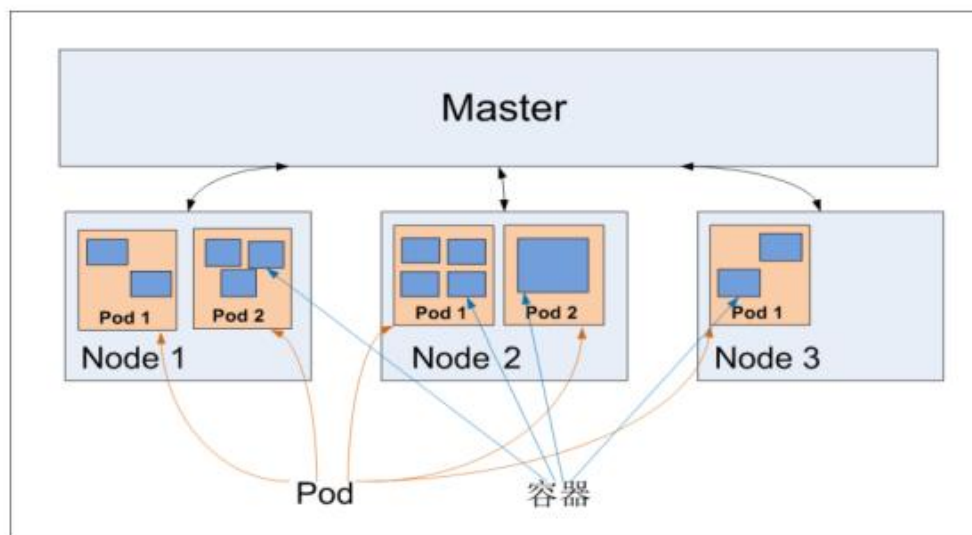 Master
Pod 1
Pod 2
Node 1
Pod 1
Pod 2
Node 2
Pod 1
Node 3
Pod
容器